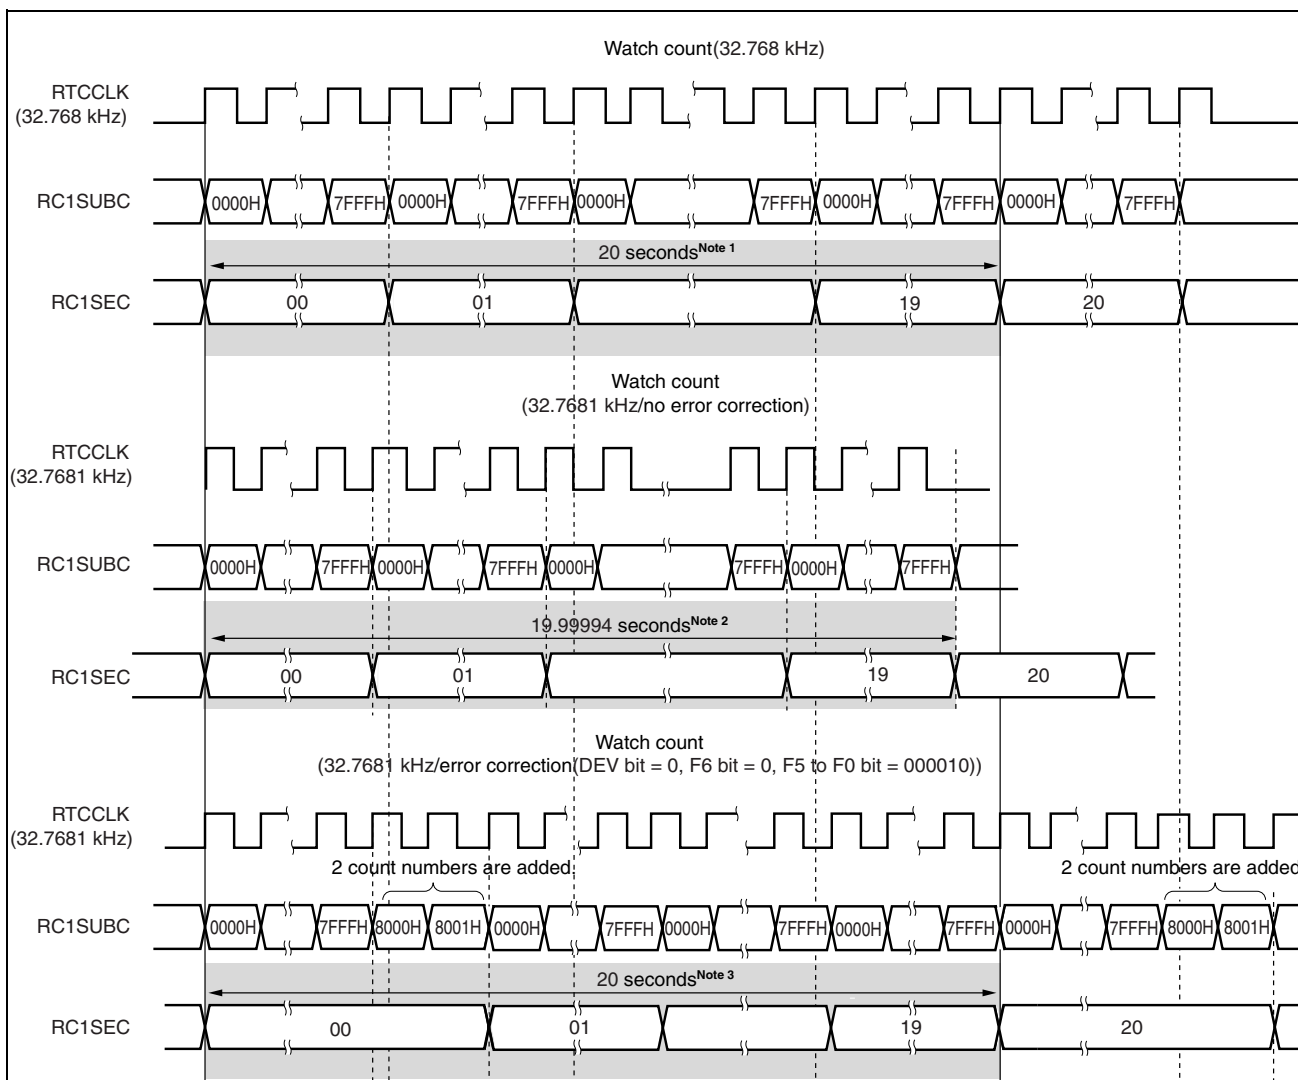 Watch count(32.768 kHz)
RTCCLK
(32.768 kHz)
RC1SUBC
0000H 7FFFH 0000H 7FFFH 0000H 7FFFH 0000H 7FFFH 0000H 7FFFH
20 seconds Note 1
RC1SEC
00 01 19 20
Watch count
(32.7681 kHz/no error correction)
RTCCLK
(32.7681 kHz)
RC1SUBC
0000H 7FFFH 0000H 7FFFH 0000H 7FFFH 0000H 7FFFH
19.99994 seconds Note 2
RC1SEC
00 01 19 20
Watch count
(32.7681 kHz/error correction(DEV bit = 0, F6 bit = 0, F5 to F0 bit = 000010))
RTCCLK
(32.7681 kHz)
2 count numbers are added. 2 count numbers are added
RC1SUBC
0000H 7FFFH 8000H 8001H 0000H 7FFFH 0000H 7FFFH 0000H 7FFFH 0000H 7FFFH 8000H 8001H
20 seconds Note 3
RC1SEC
00 01 19 20